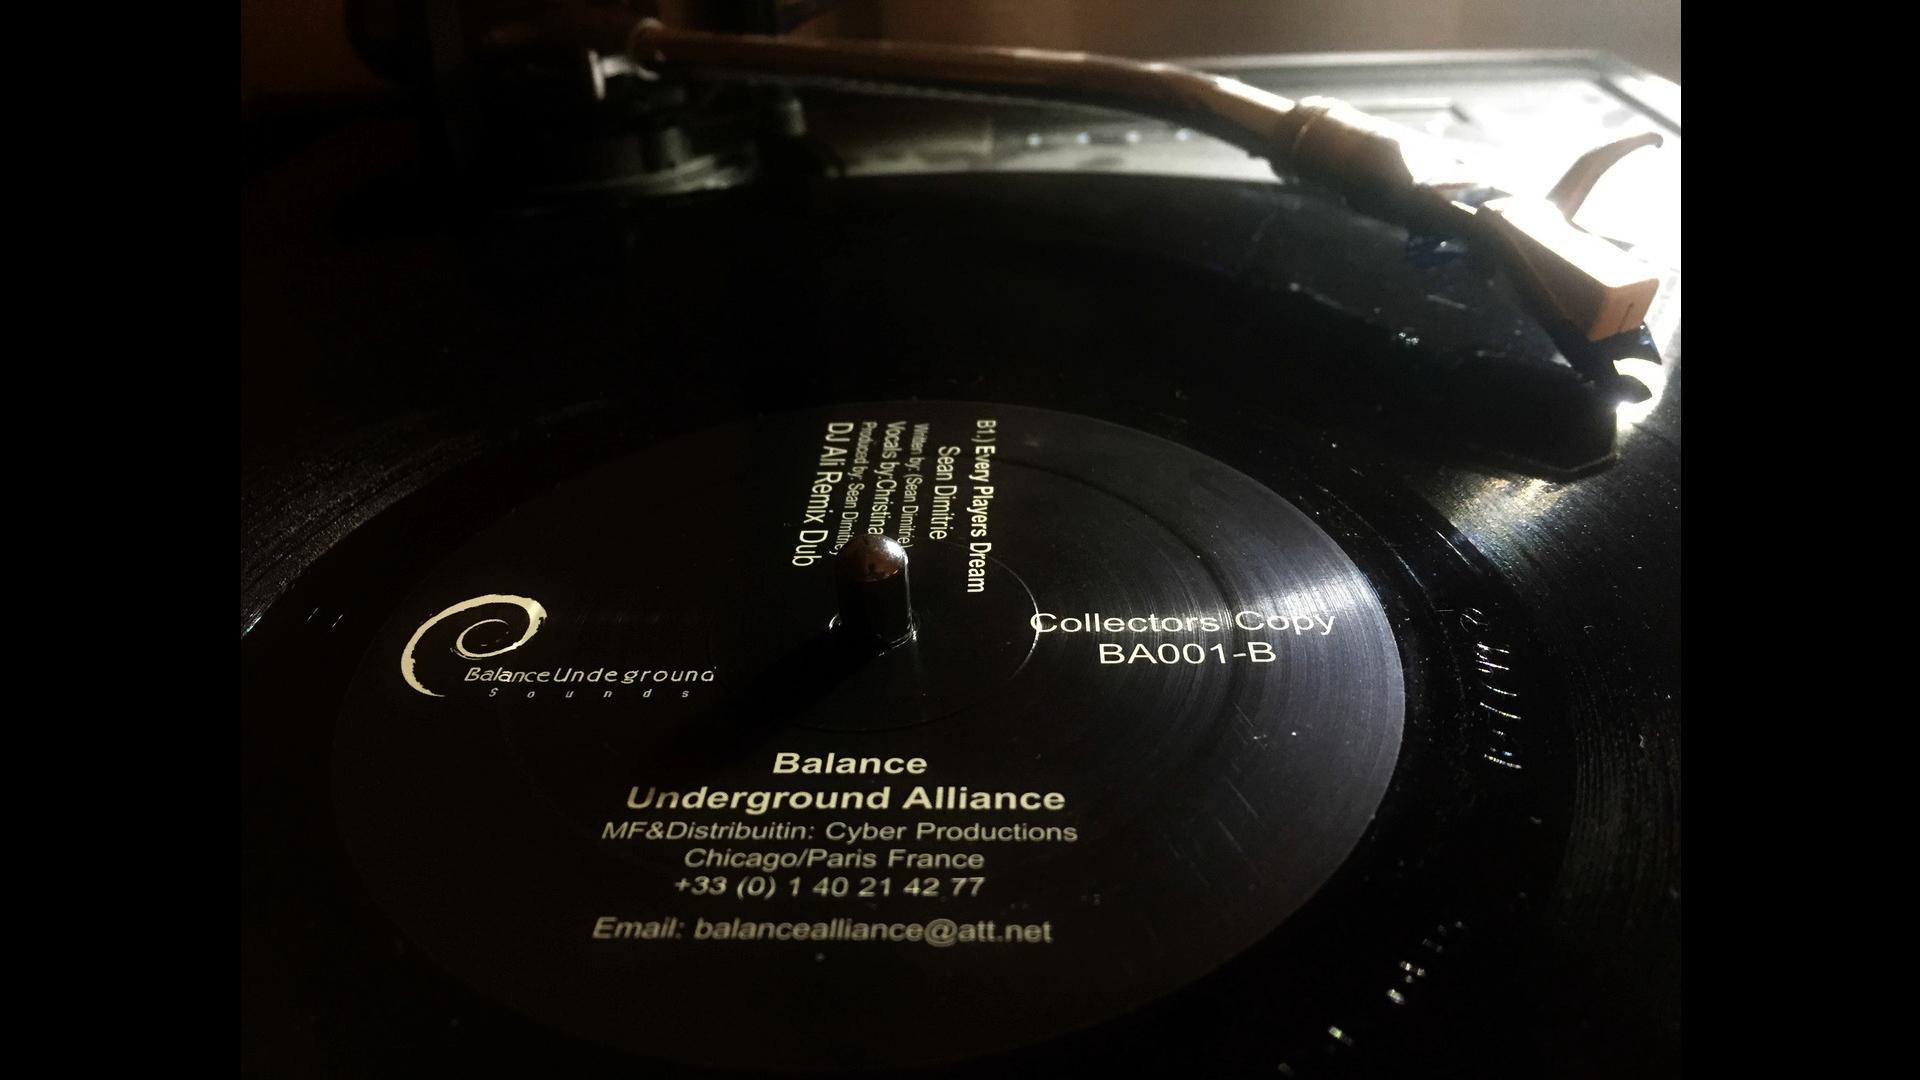 B1.) Every Players Dream
Sean Dimitrie
Written by: (Sean Dimitrie)
Vocals by:Christina
Produced by: Sean Dimitrie
DJ Ali Remix Dub
Collectors Copy
BA001-B
BalanceUndeground
Sounds
Balance
Underground Alliance
MF&Distribuitin: Cyber Productions
Chicago/Paris France
+33 (0) 1 40 21 42 77
Email: balancealliance@att.net